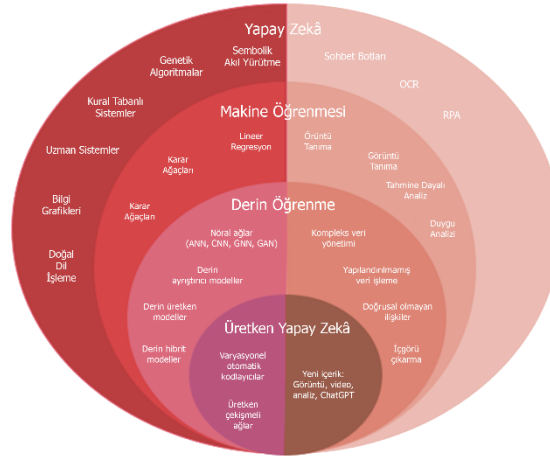 Yapay Zekâ
Sembolik
Akıl Yürütme
Genetik
Algoritmalar
Kural Tabanlı
Sistemler
Uzman Sistemler
Bilgi
Grafikleri
Doğal
Dil
İşleme
Sohbet Botları
OCR
RPA
Makine Öğrenmesi
Lineer
Regresyon
Karar
Ağaçları
Karar
Ağaçları
Örüntü
Tanıma
Görüntü
Tanıma
Tahmine Dayalı
Analiz
Duygu
Analizi
Derin Öğrenme
Nöral ağlar
(ANN, CNN, GNN, GAN)
Derin
ayrıştırıcı modeller
Derin üretken
modeller
Derin hibrit
modeller
Kompleks veri
yönetimi
Yapılandırılmamış
veri işleme
Doğrusal olmayan
ilişkiler
İçgörü
çıkarma
Üretken Yapay Zekâ
Varyasyonel
otomatik
kodlayıcılar
Üretken
çekişmeli
ağlar
Yeni içerik:
Görüntü, video,
analiz, ChatGPT